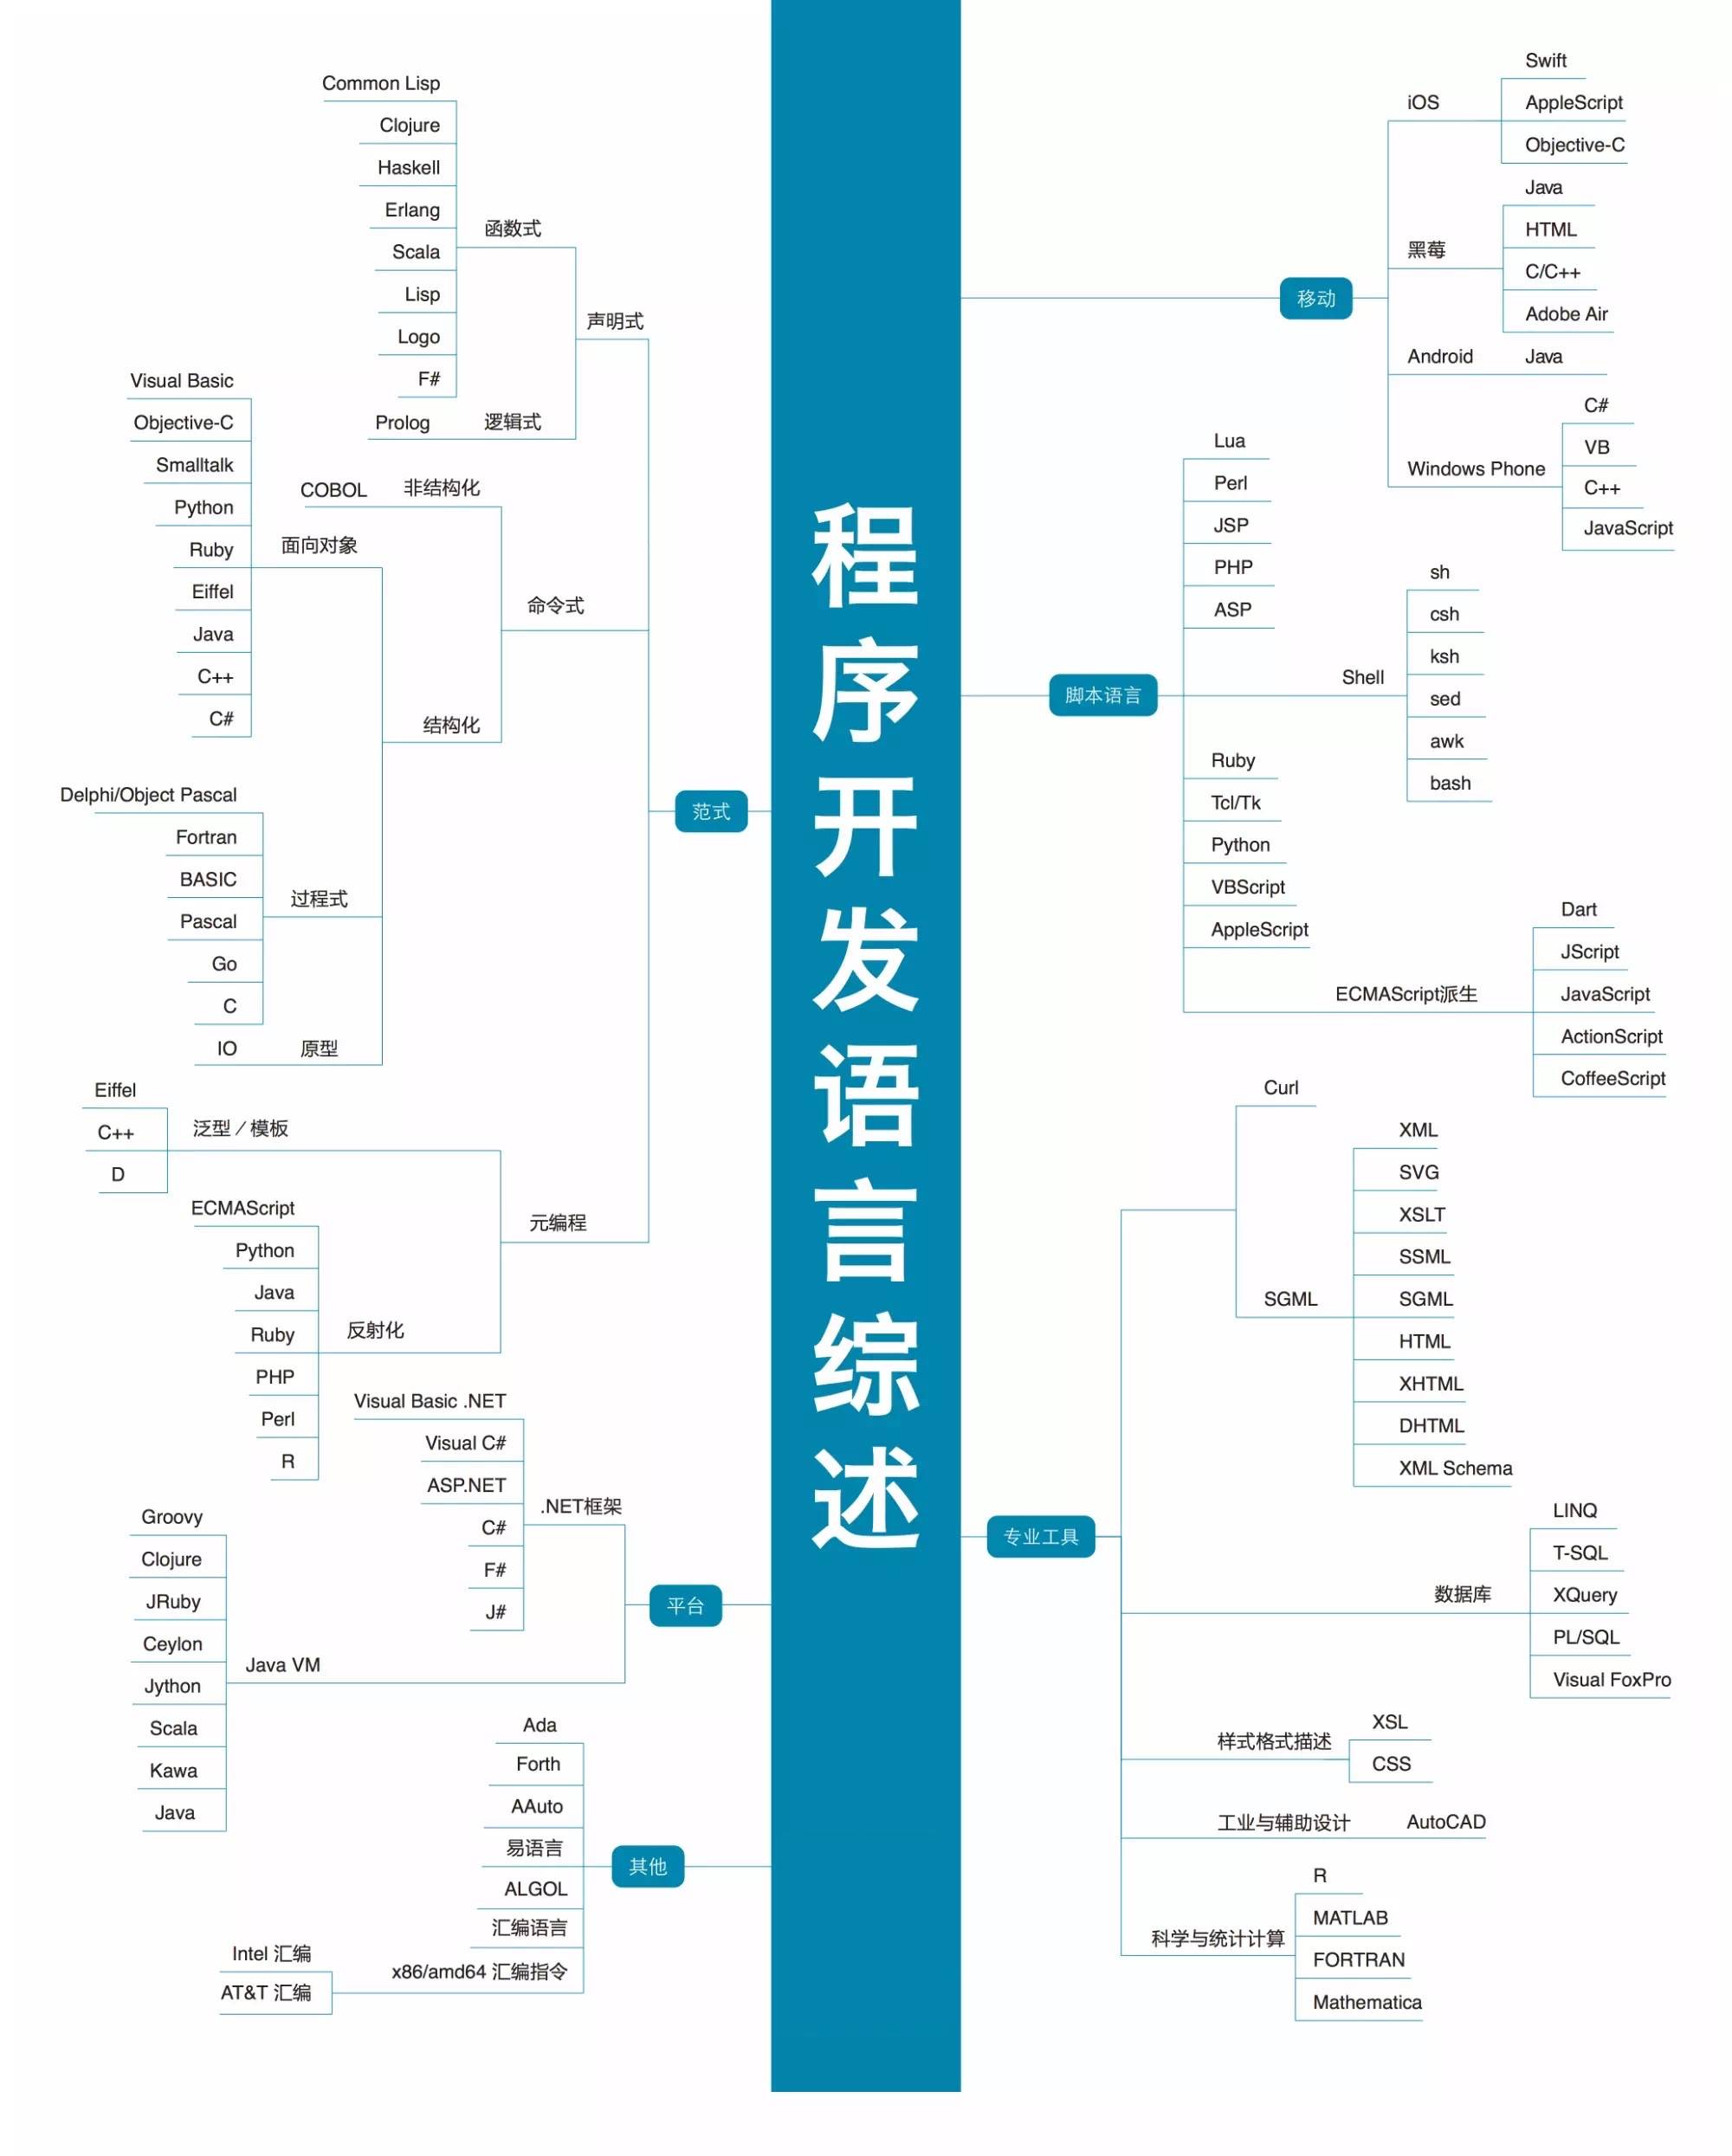 程序开发语言综述
范式
声明式
函数式
Common Lisp
Clojure
Haskell
Erlang
Scala
Lisp
Logo
F#
逻辑式
Prolog
命令式
非结构化
COBOL
结构化
面向对象
Visual Basic
Objective-C
Smalltalk
Python
Ruby
Eiffel
Java
C++
C#
过程式
Delphi/Object Pascal
Fortran
BASIC
Pascal
Go
C
原型
IO
元编程
泛型／模板
Eiffel
C++
D
反射化
ECMAScript
Python
Java
Ruby
PHP
Perl
R
平台
.NET框架
Visual Basic .NET
Visual C#
ASP.NET
C#
F#
J#
Java VM
Groovy
Clojure
JRuby
Ceylon
Jython
Scala
Kawa
Java
其他
Ada
Forth
AAuto
易语言
ALGOL
汇编语言
x86/amd64 汇编指令
Intel 汇编
AT&T 汇编
移动
iOS
Swift
AppleScript
Objective-C
黑莓
Java
HTML
C/C++
Adobe Air
Android
Java
Windows Phone
C#
VB
C++
JavaScript
脚本语言
Lua
Perl
JSP
PHP
ASP
Shell
sh
csh
ksh
sed
awk
bash
Ruby
Tcl/Tk
Python
VBScript
AppleScript
ECMAScript派生
Dart
JScript
JavaScript
ActionScript
CoffeeScript
专业工具
Curl
SGML
XML
SVG
XSLT
SSML
SGML
HTML
XHTML
DHTML
XML Schema
数据库
LINQ
T-SQL
XQuery
PL/SQL
Visual FoxPro
样式格式描述
XSL
CSS
工业与辅助设计
AutoCAD
科学与统计计算
R
MATLAB
FORTRAN
Mathematica